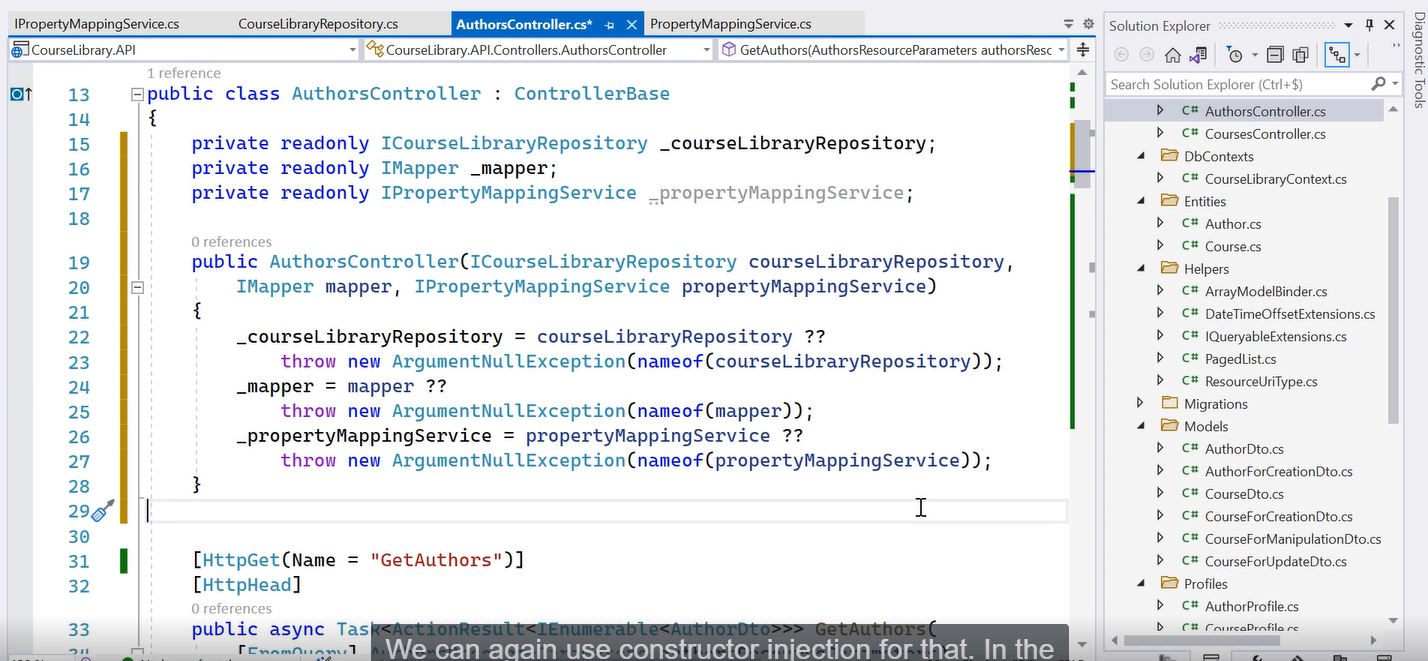 IPropertyMappingService.cs
CourseLibraryRepository.cs
AuthorsController.cs*
PropertyMappingService.cs
CourseLibrary.API
CourseLibrary.API.Controllers.AuthorsController
GetAuthors(AuthorsResourceParameters authorsResc
1 reference
13 public class AuthorsController : ControllerBase
14 {
15 private readonly ICourseLibraryRepository _courseLibraryRepository;
16 private readonly IMapper _mapper;
17 private readonly IPropertyMappingService _propertyMappingService;
18
0 references
19 public AuthorsController(ICourseLibraryRepository courseLibraryRepository,
20 IMapper mapper, IPropertyMappingService propertyMappingService)
21 {
22 _courseLibraryRepository = courseLibraryRepository ??
23 throw new ArgumentNullException(nameof(courseLibraryRepository));
24 _mapper = mapper ??
25 throw new ArgumentNullException(nameof(mapper));
26 _propertyMappingService = propertyMappingService ??
27 throw new ArgumentNullException(nameof(propertyMappingService));
28 }
29
30
31 [HttpGet(Name = "GetAuthors")]
32 [HttpHead]
0 references
33 public async Task<ActionResult<IEnumerable<AuthorDto>>> GetAuthors(
34 [FromQuery]
We can again use constructor injection for that. In the
Solution Explorer
Search Solution Explorer (Ctrl+$)
C# AuthorsController.cs
C# CoursesController.cs
DbContexts
C# CourseLibraryContext.cs
Entities
C# Author.cs
C# Course.cs
Helpers
C# ArrayModelBinder.cs
C# DateTimeOffsetExtensions.cs
C# IQueryableExtensions.cs
C# PagedList.cs
C# ResourceUriType.cs
Migrations
Models
C# AuthorDto.cs
C# AuthorForCreationDto.cs
C# CourseDto.cs
C# CourseForCreationDto.cs
C# CourseForManipulationDto.cs
C# CourseForUpdateDto.cs
Profiles
C# AuthorProfile.cs
C# CourseProfile.cs
Diagnostic Tools